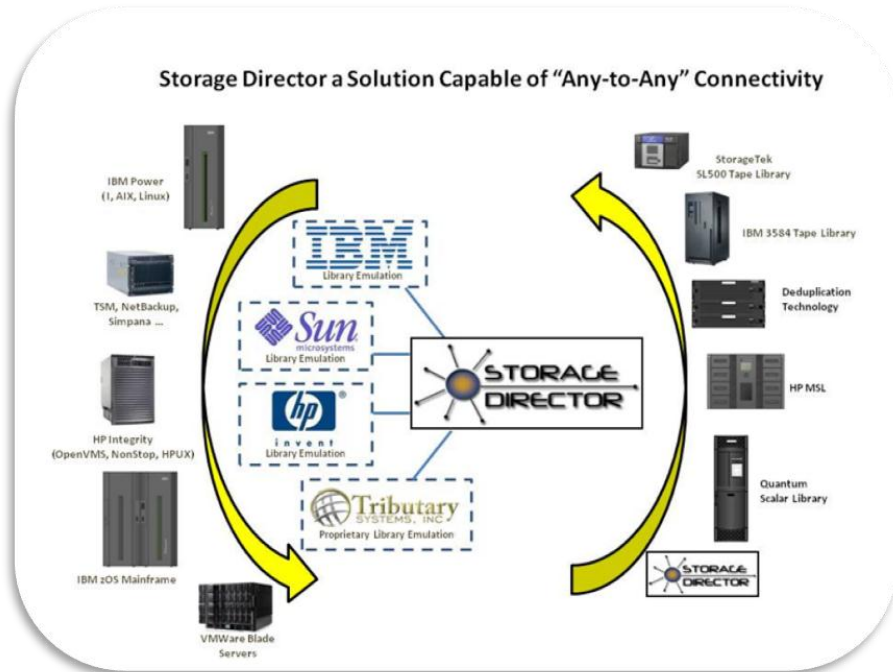 Storage Director a Solution Capable of “Any-to-Any” Connectivity
IBM Power
(I, AIX, Linux)
TSM, NetBackup,
Simpana ...
HP Integrity
(OpenVMS, NonStop, HPUX)
IBM zOS Mainframe
VMWare Blade
Servers
IBM
Library Emulation
Sun
microsystems
Library Emulation
hp
®
invent
Library Emulation
Tributary
SYSTEMS, INC
Proprietary Library Emulation
STORAGE
DIRECTOR
StorageTek
SL500 Tape Library
IBM 3584 Tape Library
Deduplication
Technology
HP MSL
Quantum
Scalar Library
STORAGE
DIRECTOR